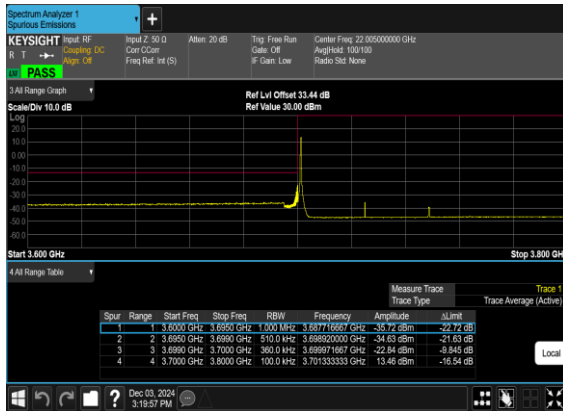 Spectrum Analyzer 1
Spurious Emissions
KEYSIGHT Input: RF Input Z: 50 Ω Atten: 20 dB Trig: Free Run Center Freq: 22.005000000 GHz
R T Coupling: DC Corr CCorr Gate: Off Avg|Hold: 100/100
Align: Off Freq Ref: Int (S) IF Gain: Low Radio Std: None
PASS
3 All Range Graph
Ref Lvl Offset 33.44 dB
Scale/Div 10.0 dB Ref Value 30.00 dBm
Log
20.0
10.0
0.00
-10.0
-20.0
-30.0
-40.0
-50.0
-60.0
Start 3.600 GHz Stop 3.800 GH
4 All Range Table
Measure Trace Trace 1
Trace Type Trace Average (Active)
Spur Range Start Freq Stop Freq RBW Frequency Amplitude ΔLimit
1 1 3.6000 GHz 3.6950 GHz 1.000 MHz 3.687716667 GHz -35.72 dBm -22.72 dB
2 2 3.6950 GHz 3.6990 GHz 510.0 kHz 3.698920000 GHz -34.63 dBm -21.63 dB
3 3 3.6990 GHz 3.7000 GHz 360.0 kHz 3.699971667 GHz -22.84 dBm -9.845 dB
4 4 3.7000 GHz 3.8000 GHz 100.0 kHz 3.701333333 GHz 13.46 dBm -16.54 dB
Local
? Dec 03, 2024
3:19:57 PM